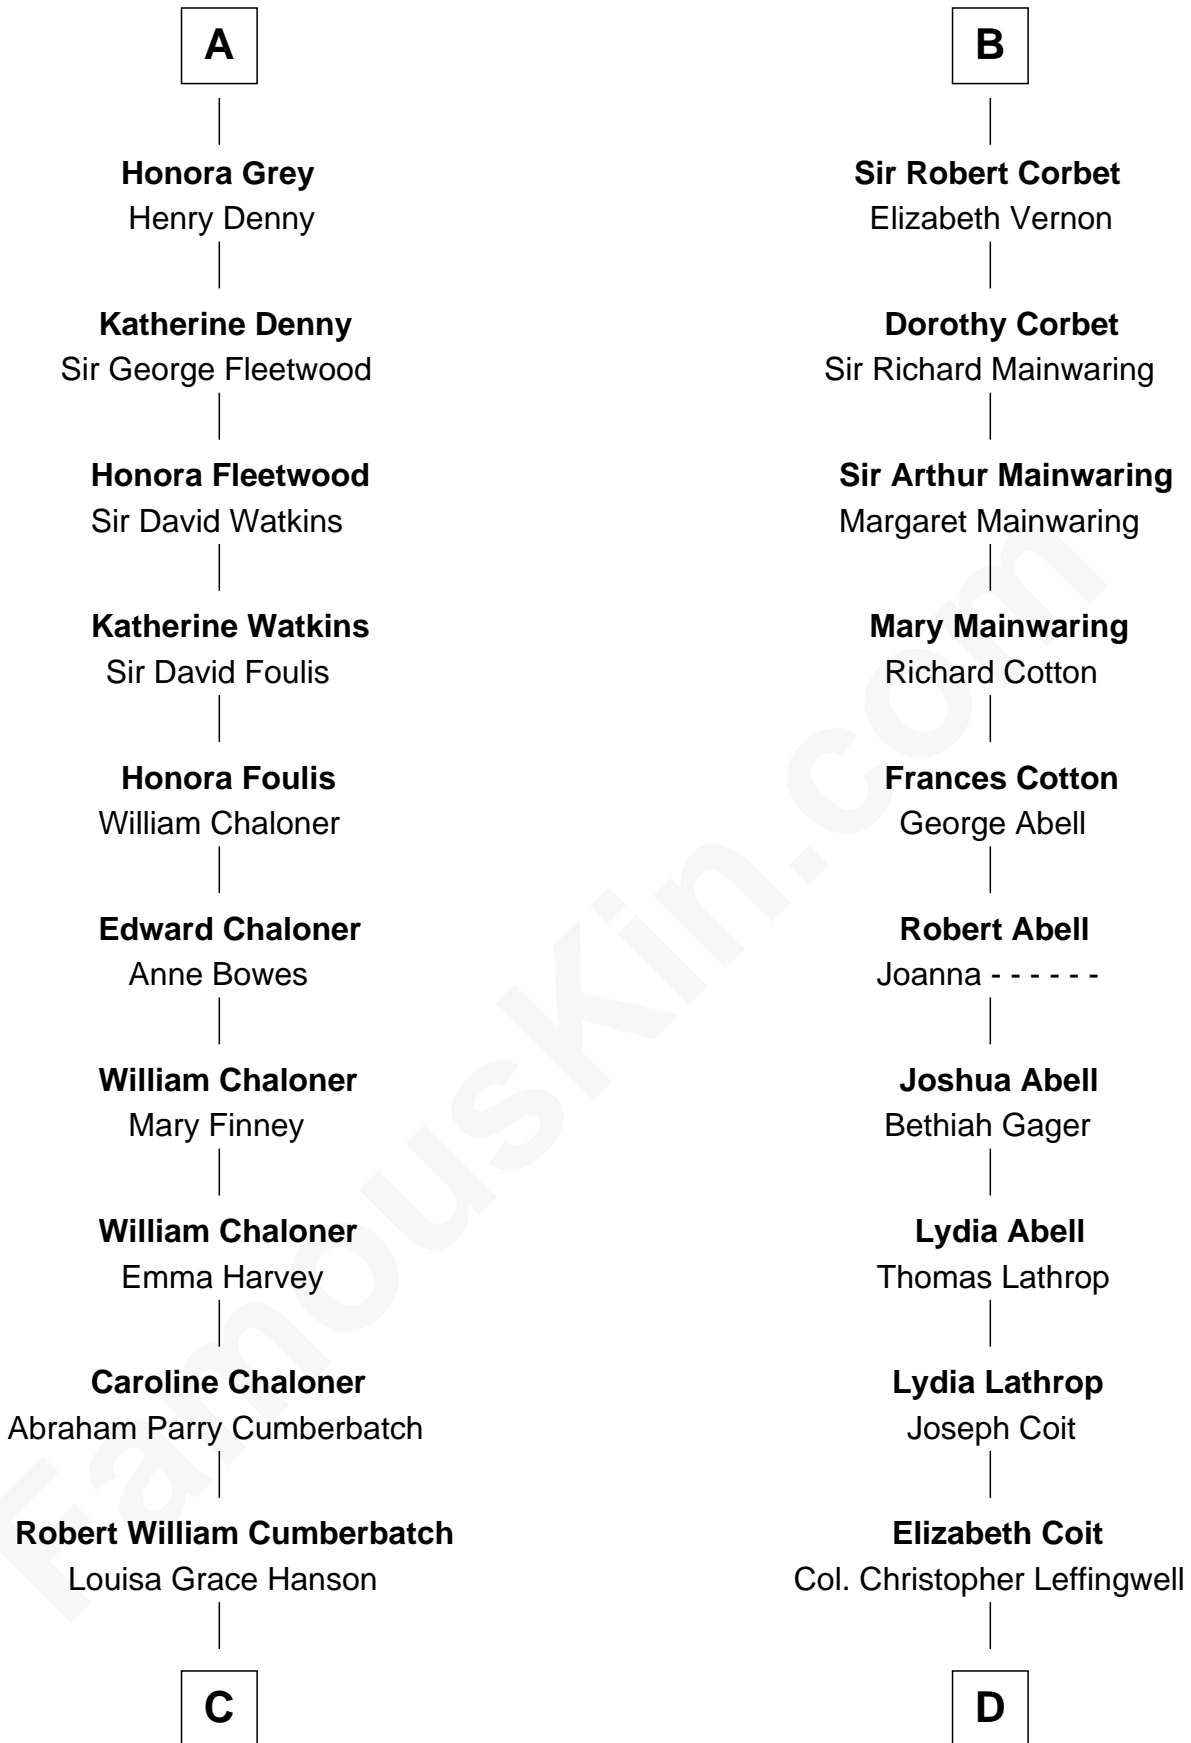 A
Honora Grey
Henry Denny
Katherine Denny
Sir George Fleetwood
Honora Fleetwood
Sir David Watkins
Katherine Watkins
Sir David Foulis
Honora Foulis
William Chaloner
Edward Chaloner
Anne Bowes
William Chaloner
Mary Finney
William Chaloner
Emma Harvey
Caroline Chaloner
Abraham Parry Cumberbatch
Robert William Cumberbatch
Louisa Grace Hanson
C
B
Sir Robert Corbet
Elizabeth Vernon
Dorothy Corbet
Sir Richard Mainwaring
Sir Arthur Mainwaring
Margaret Mainwaring
Mary Mainwaring
Richard Cotton
Frances Cotton
George Abell
Robert Abell
Joanna - - - - - -
Joshua Abell
Bethiah Gager
Lydia Abell
Thomas Lathrop
Lydia Lathrop
Joseph Coit
Elizabeth Coit
Col. Christopher Leffingwell
D
FamousKin.com